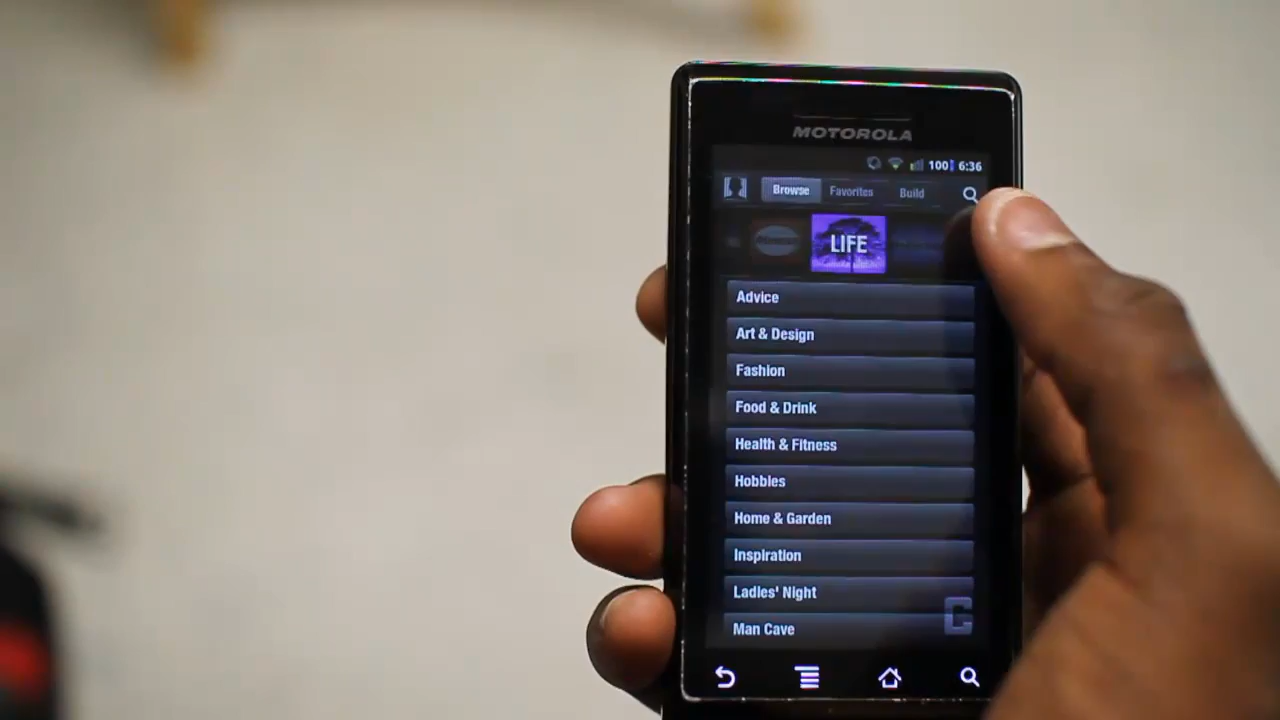 MOTOROLA
100 6:36
Browse Favorites Build
LIFE
Advice
Art & Design
Fashion
Food & Drink
Health & Fitness
Hobbies
Home & Garden
Inspiration
Ladies' Night
Man Cave
C